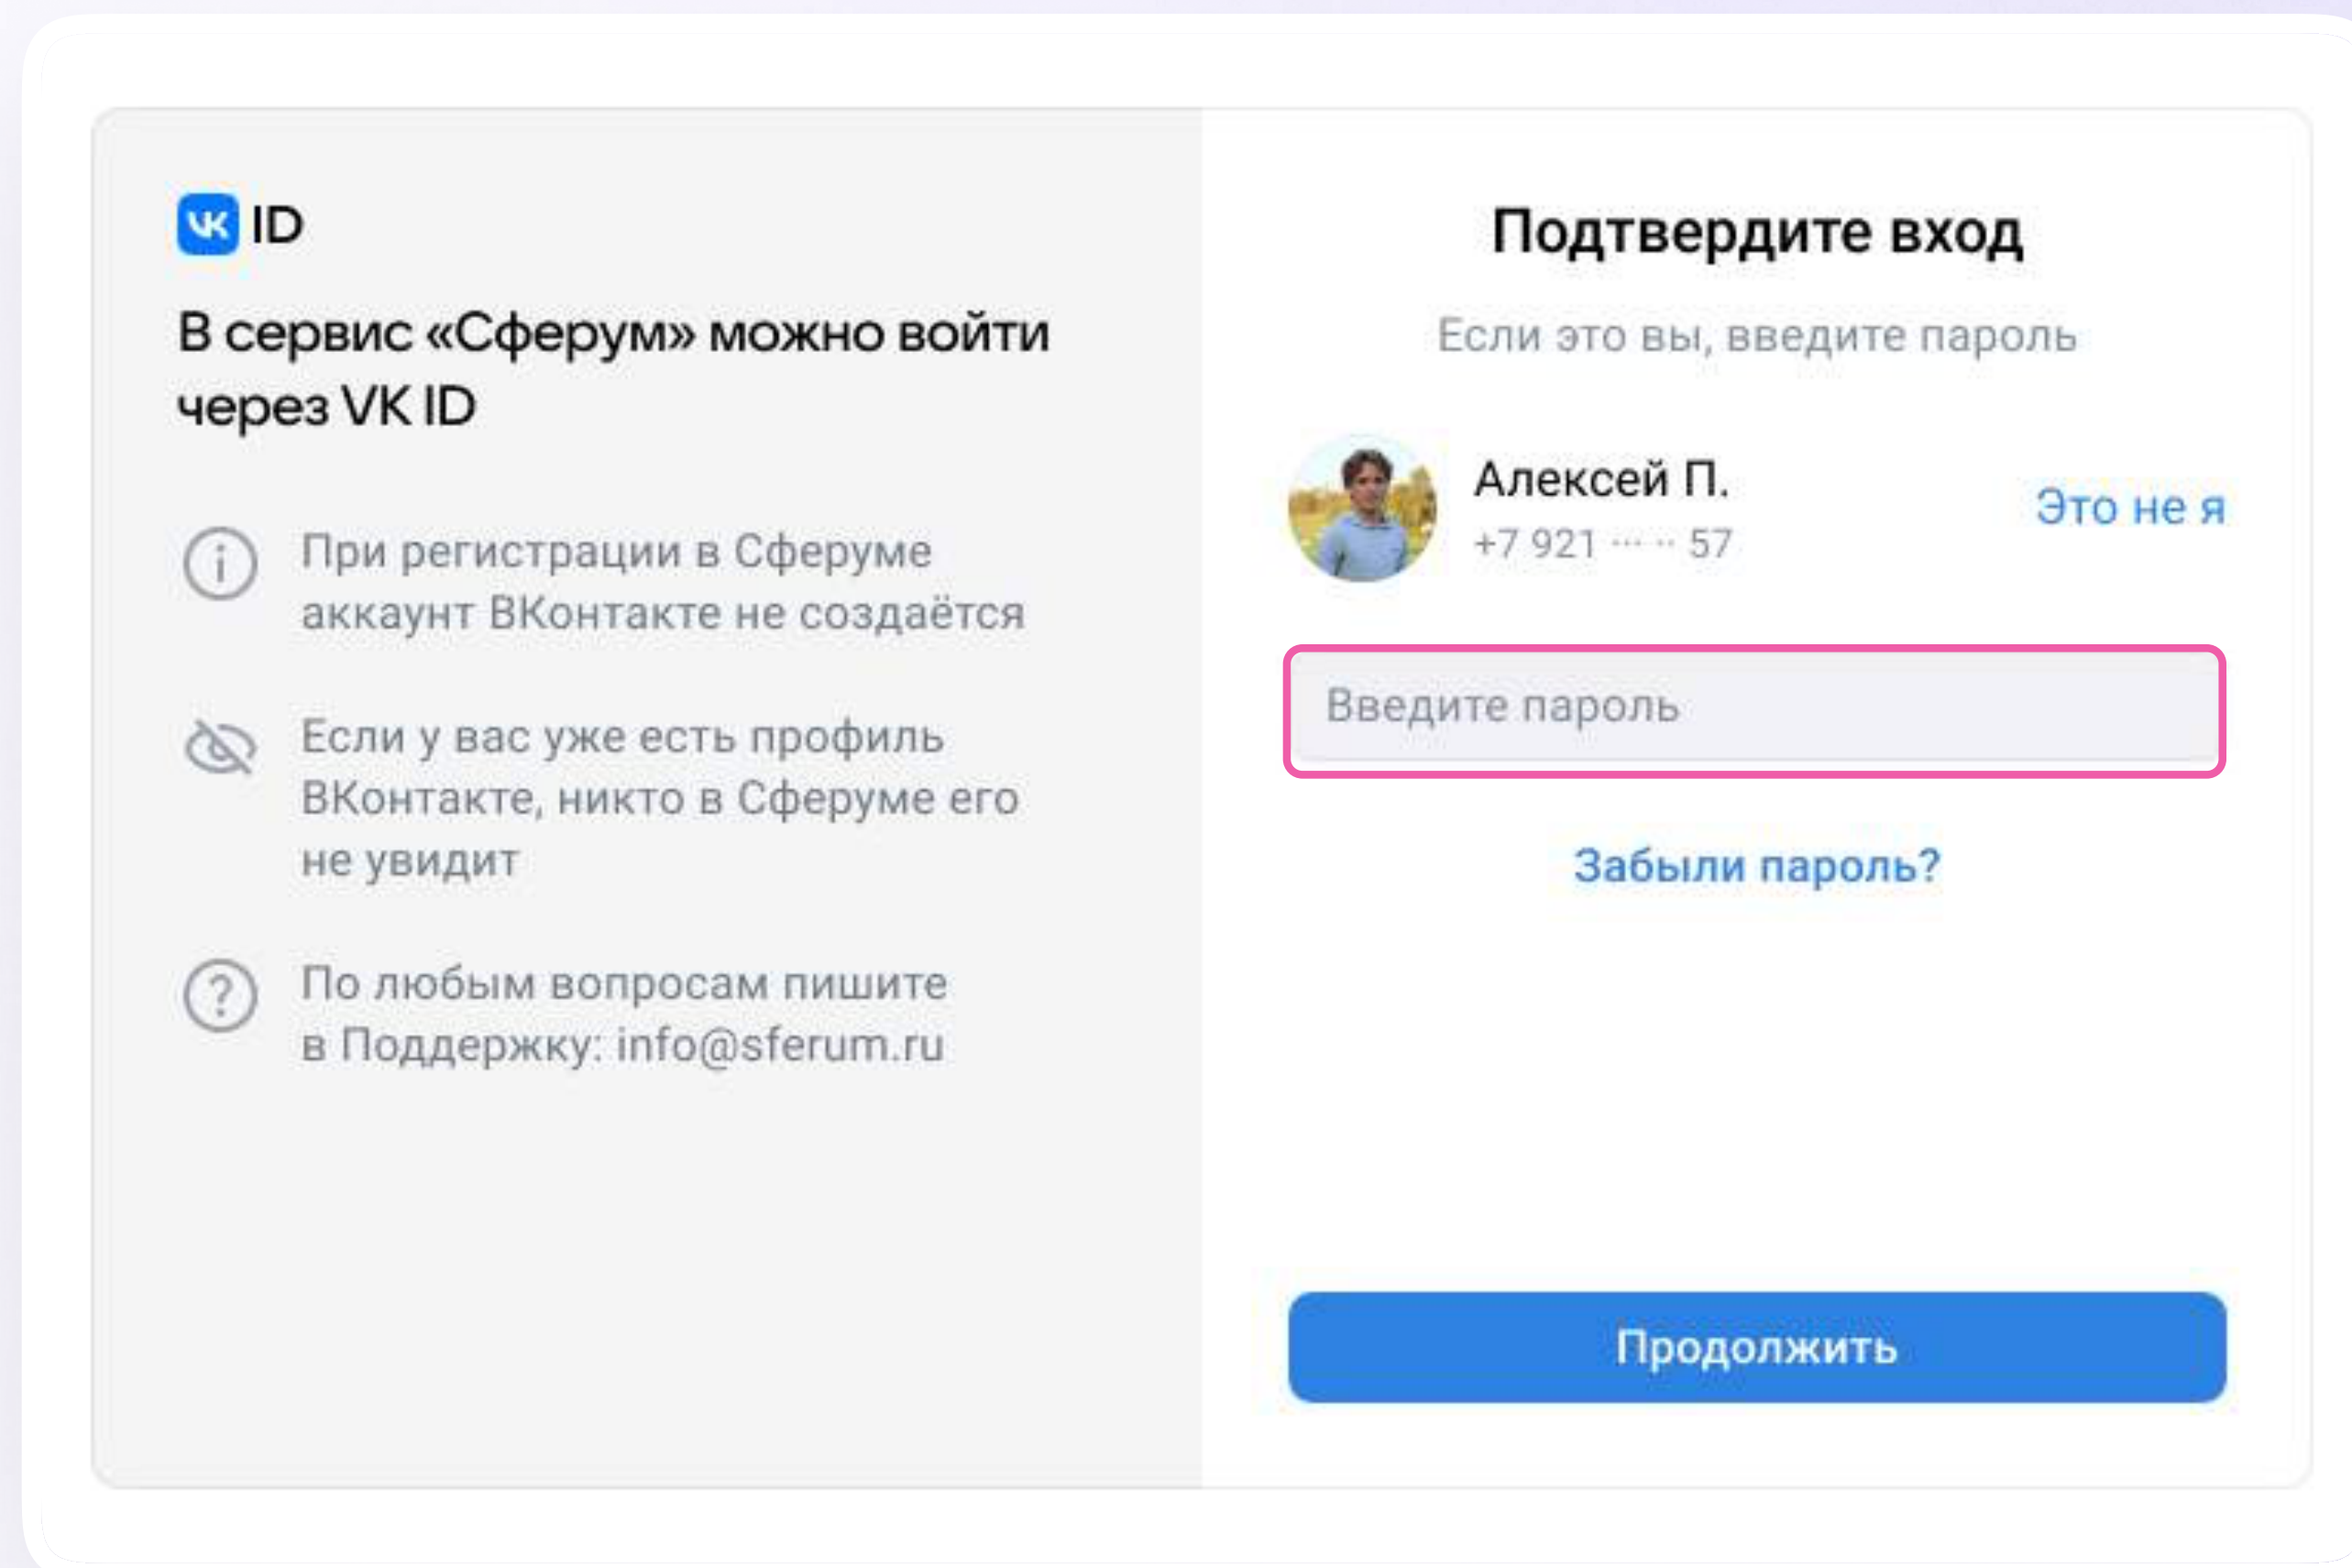 VK ID
В сервис «Сферум» можно войти
через VK ID
При регистрации в Сферуме
аккаунт ВКонтакте не создаётся
Если у вас уже есть профиль
ВКонтакте, никто в Сферуме его
не увидит
По любым вопросам пишите
в Поддержку: info@sferum.ru
Подтвердите вход
Если это вы, введите пароль
Алексей П.
+7 921 ··· ·· 57
Это не я
Введите пароль
Забыли пароль?
Продолжить